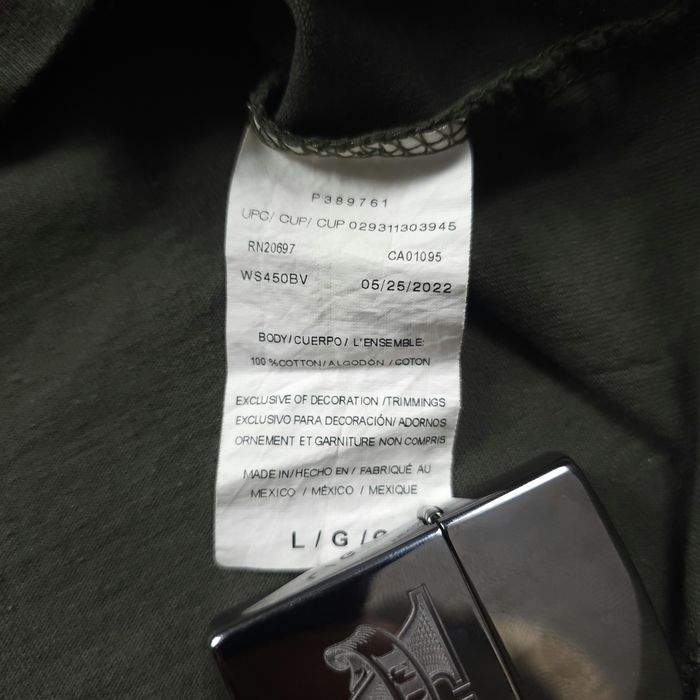 P389761
UPC/ CUP/ CUP 029311303945
RN20697 CA01095
WS450BV 05/25/2022
BODY/CUERPO/ L'ENSEMBLE:
100 %COTTON/ALGODÓN /COTON
EXCLUSIVE OF DECORATION /TRIMMINGS
EXCLUSIVO PARA DECORACIÓN/ ADORNOS
ORNEMENT ET GARNITURE NON COMPRIS
MADE IN/HECHO EN / FABRIQUÉ AU
MEXICO / MÉXICO / MEXIQUE
L / G /